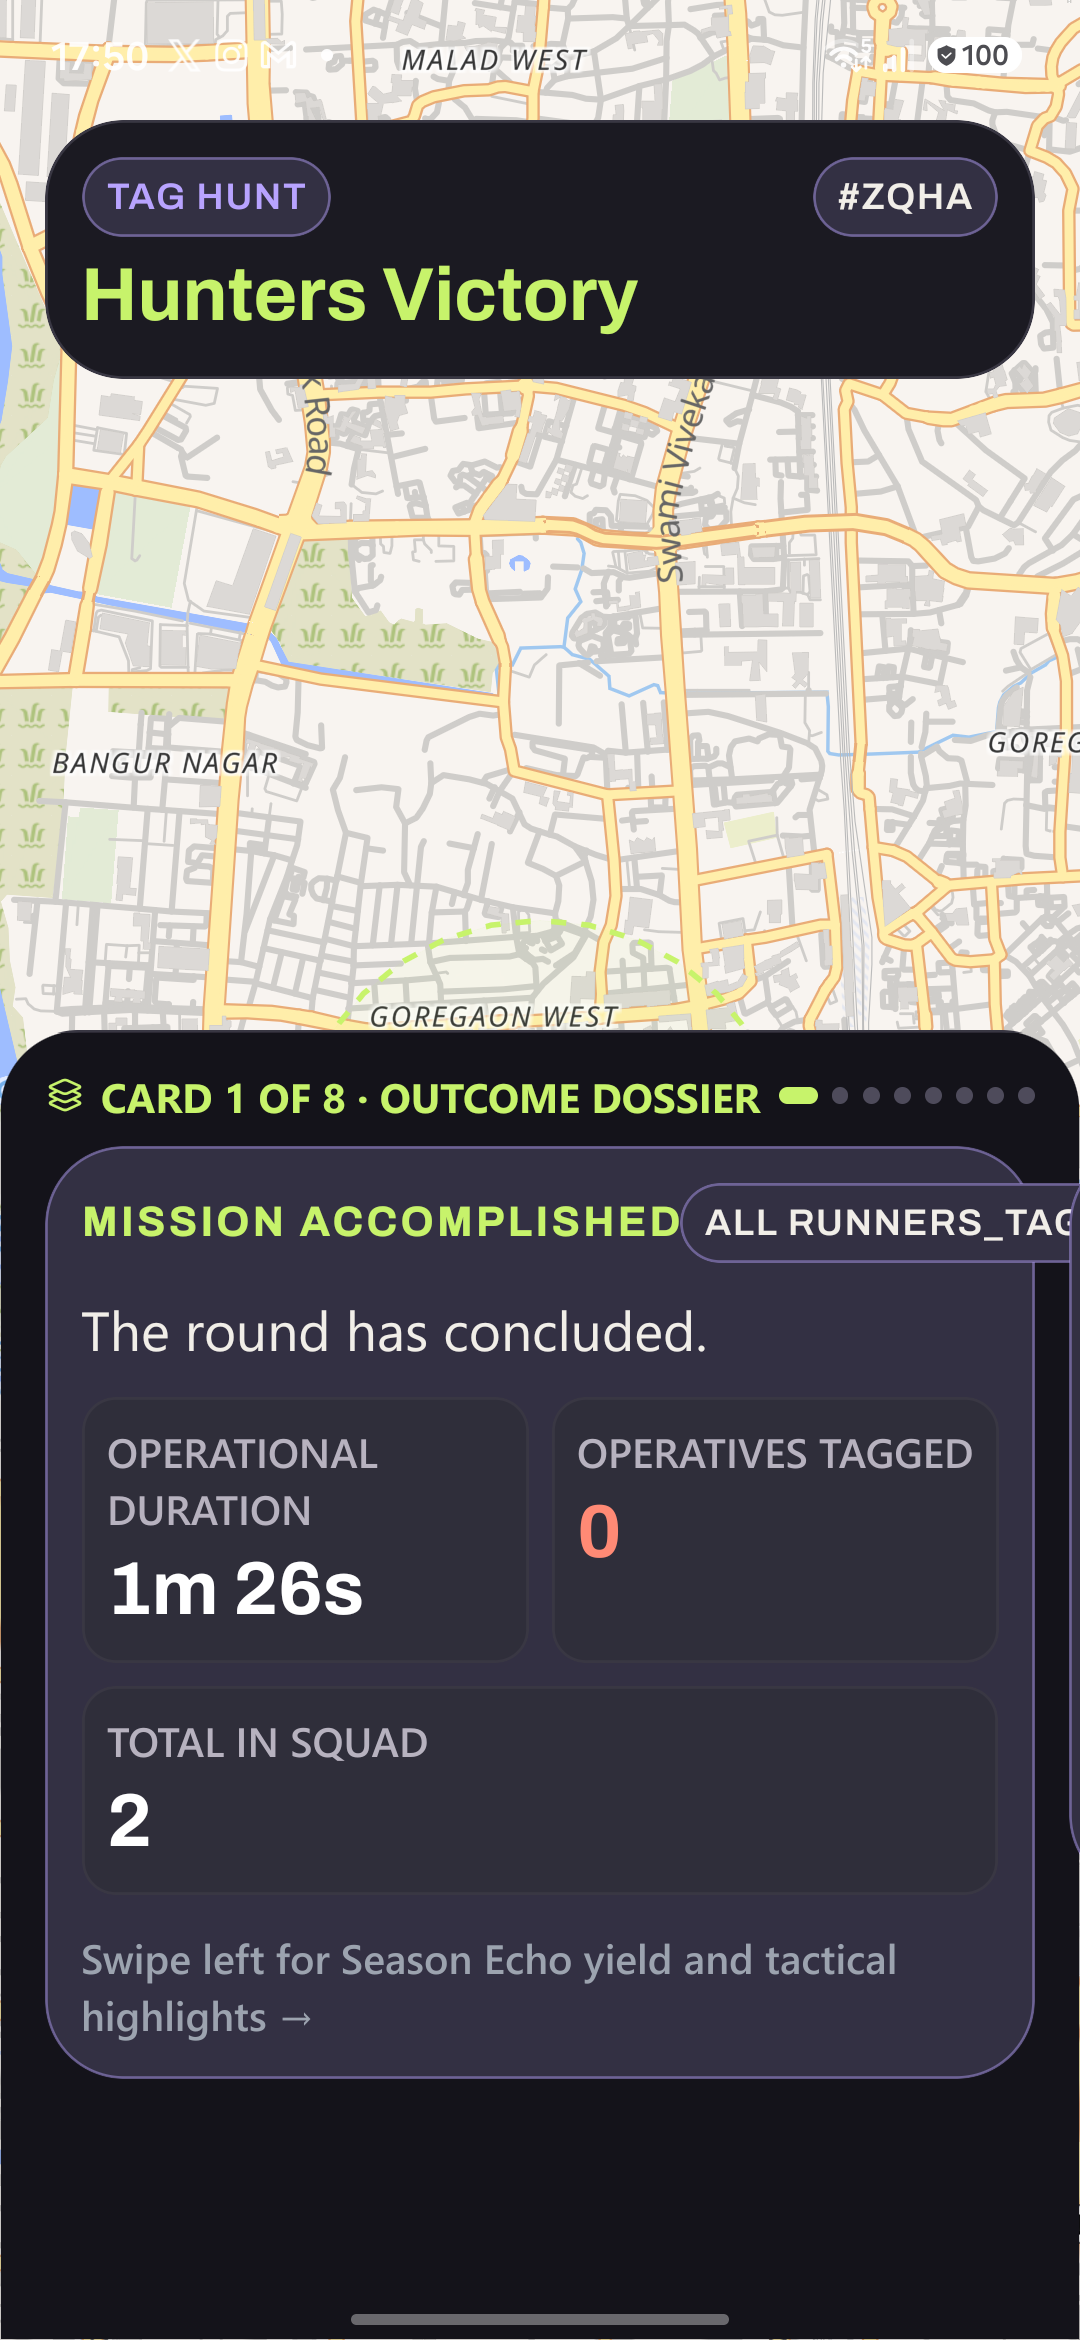 17:50
5
100
MALAD WEST
TAG HUNT
#ZQHA
Hunters Victory
k Road
Swami Viveka
BANGUR NAGAR
GOREG
GOREGAON WEST
CARD 1 OF 8 · OUTCOME DOSSIER
MISSION ACCOMPLISHED
ALL RUNNERS_TAG
The round has concluded.
OPERATIONAL
DURATION
1m 26s
OPERATIVES TAGGED
0
TOTAL IN SQUAD
2
Swipe left for Season Echo yield and tactical
highlights →